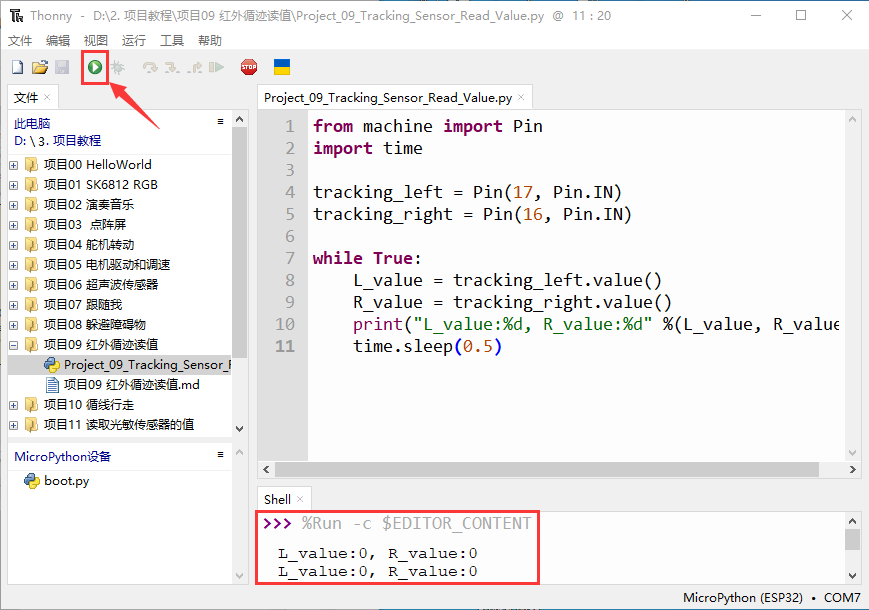 Thonny - D:\2. 项目教程\项目09 红外循迹读值\Project_09_Tracking_Sensor_Read_Value.py @ 11 : 20
文件 编辑 视图 运行 工具 帮助
STOP
文件 ×
此电脑
D: \ 3. 项目教程
项目00 HelloWorld
项目01 SK6812 RGB
项目02 演奏音乐
项目03 点阵屏
项目04 舵机转动
项目05 电机驱动和调速
项目06 超声波传感器
项目07 跟随我
项目08 躲避障碍物
项目09 红外循迹读值
Project_09_Tracking_Sensor_R
项目09 红外循迹读值.md
项目10 循线行走
项目11 读取光敏传感器的值
MicroPython设备
boot.py
Project_09_Tracking_Sensor_Read_Value.py ×
1 from machine import Pin
2 import time
3
4 tracking_left = Pin(17, Pin.IN)
5 tracking_right = Pin(16, Pin.IN)
6
7 while True:
8 L_value = tracking_left.value()
9 R_value = tracking_right.value()
10 print("L_value:%d, R_value:%d" %(L_value, R_value
11 time.sleep(0.5)
Shell ×
>>> %Run -c $EDITOR_CONTENT
L_value:0, R_value:0
L_value:0, R_value:0
MicroPython (ESP32) • COM7